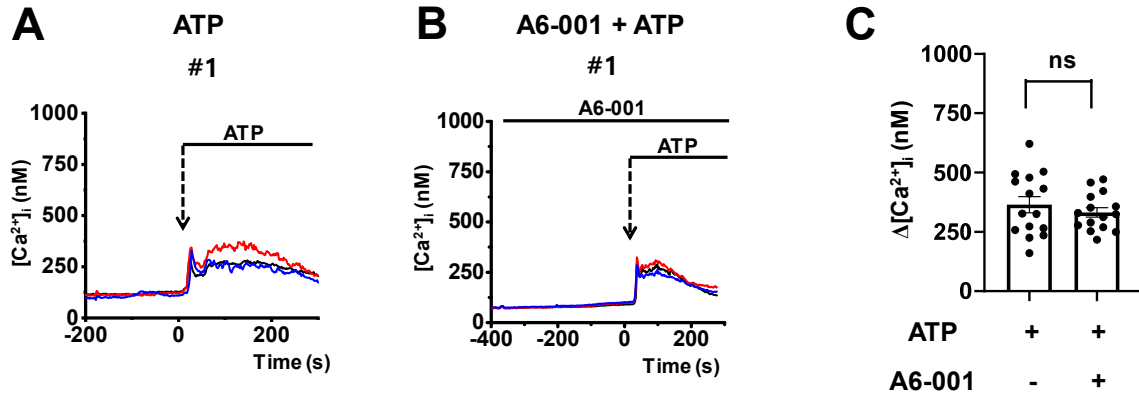 A
ATP
#1
[Ca²⁺]ᵢ (nM)
1000
750
500
250
0
ATP
-200
0
200
Time (s)
B
A6-001 + ATP
#1
[Ca²⁺]ᵢ (nM)
1000
750
500
250
0
A6-001
ATP
-400
-200
0
200
Time (s)
C
Δ[Ca²⁺]ᵢ (nM)
1000
750
500
250
0
ns
ATP + +
A6-001 - +